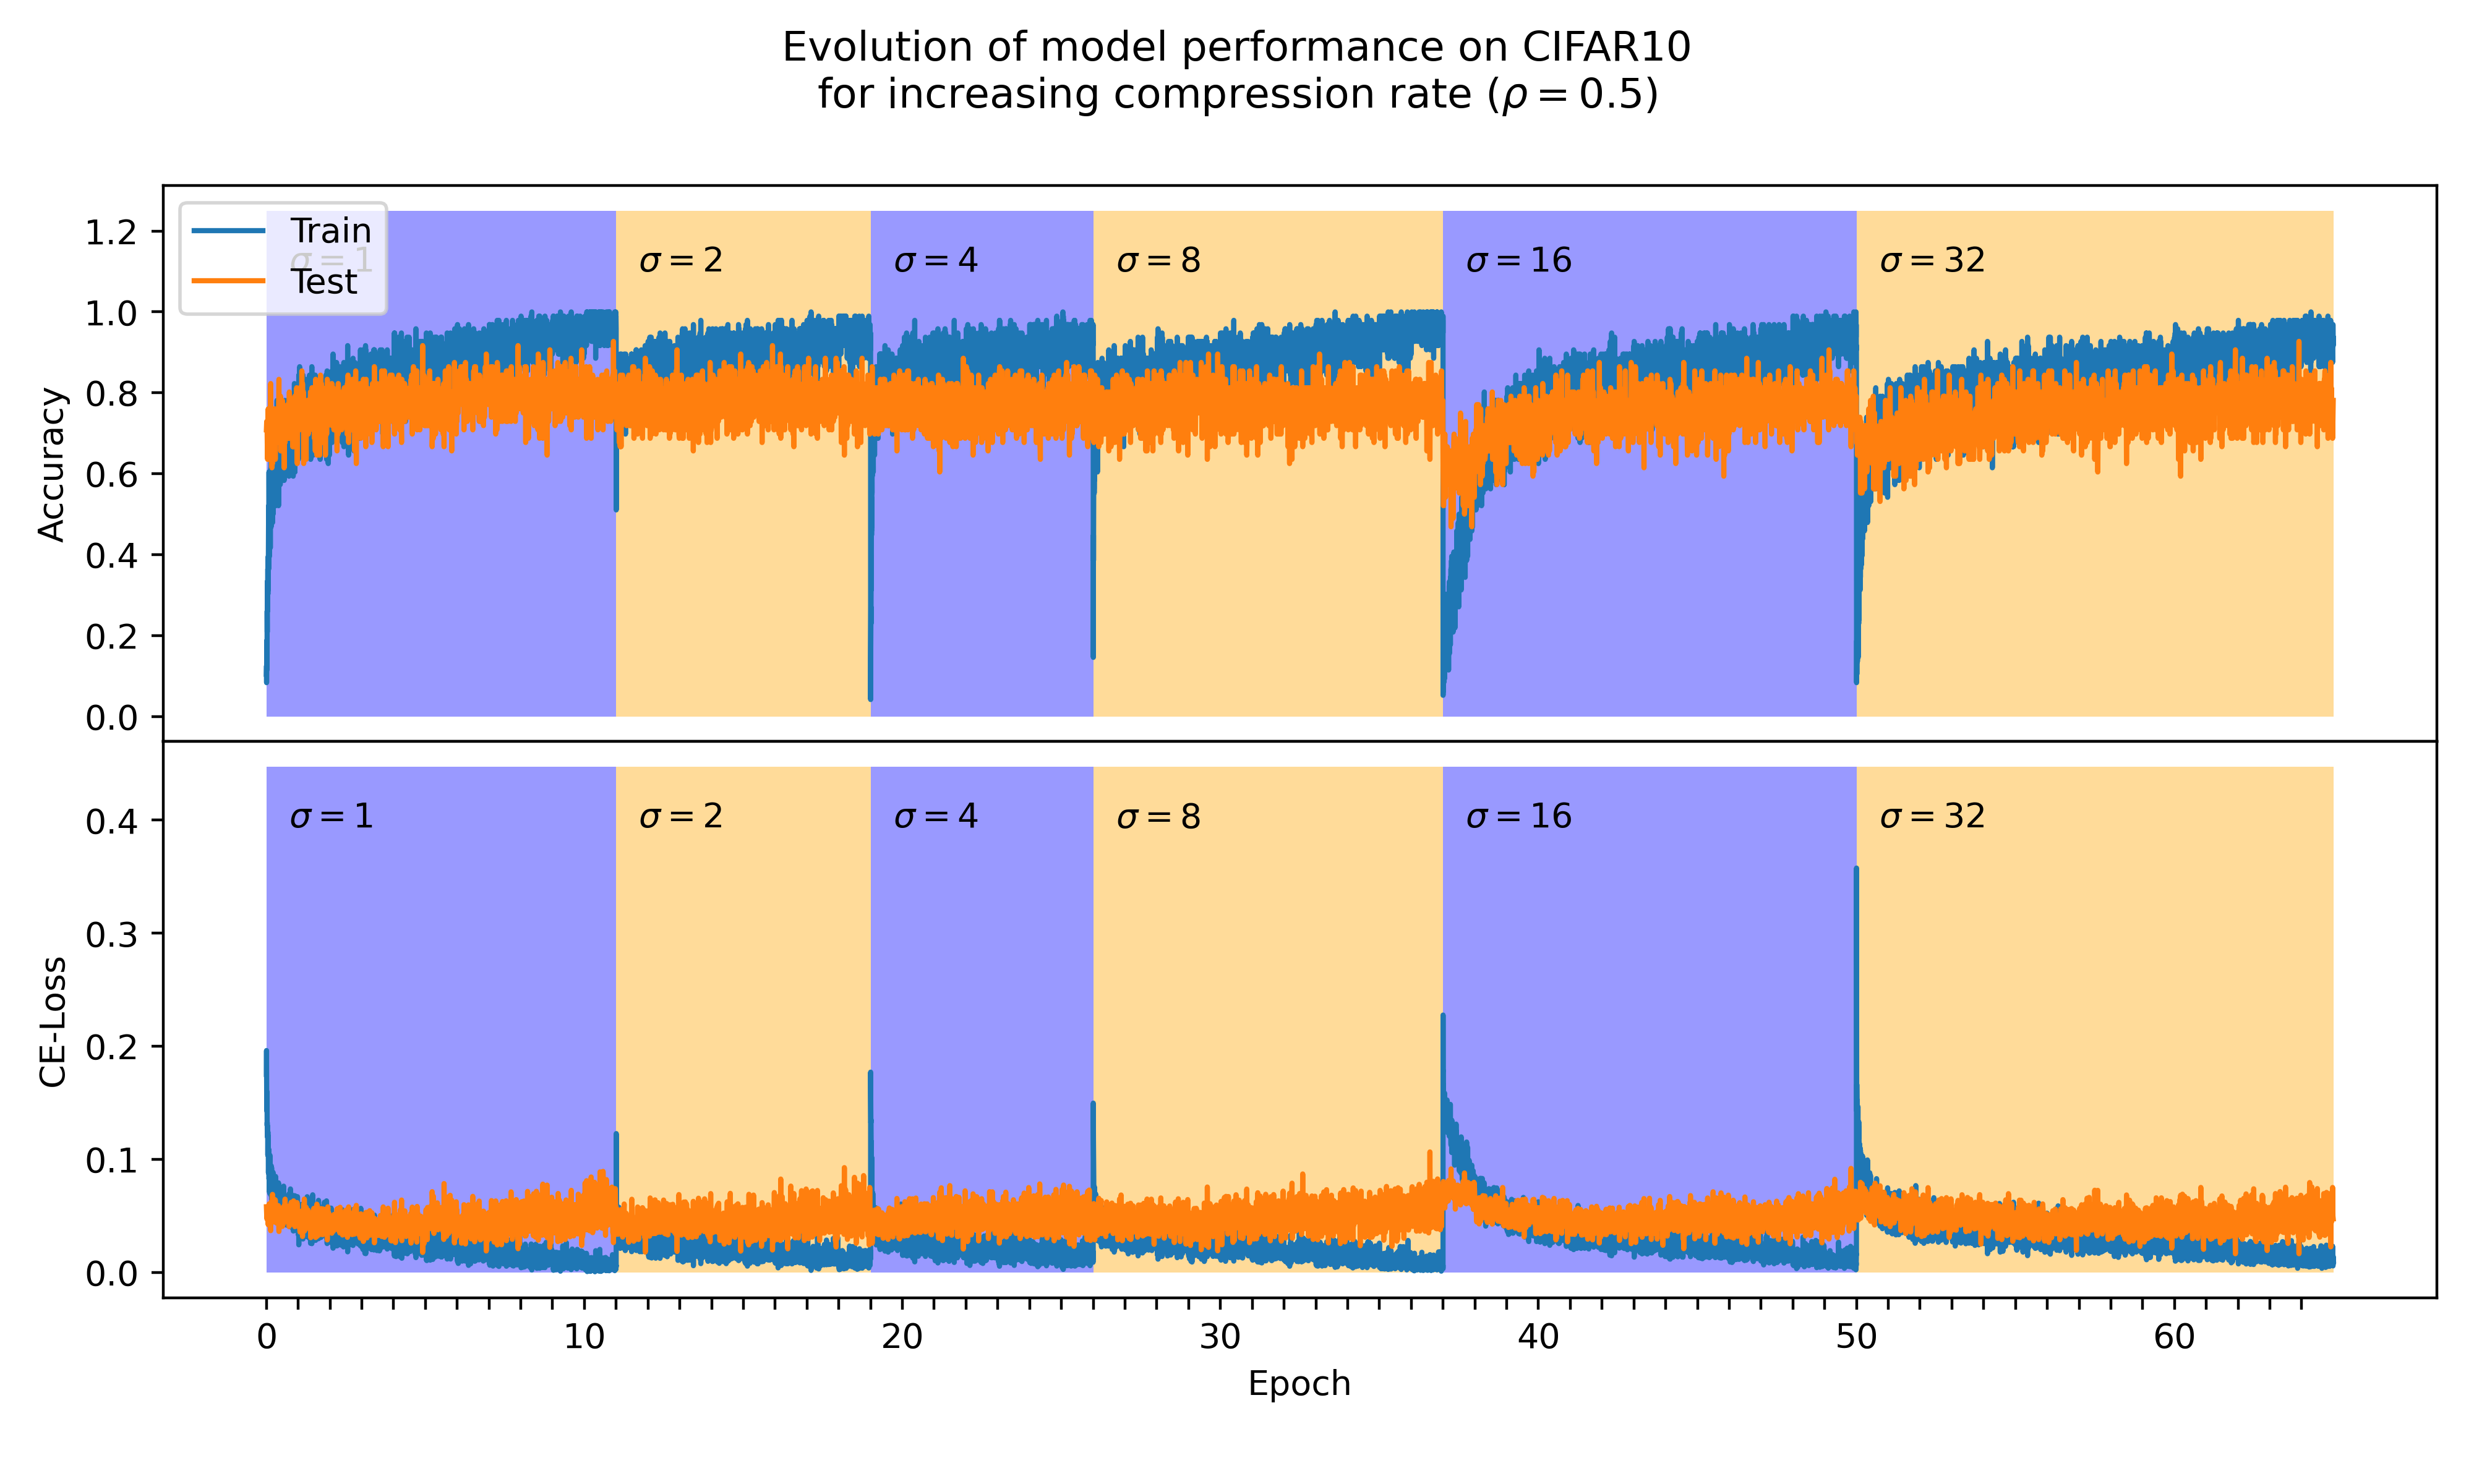 Evolution of model performance on CIFAR10
for increasing compression rate (ρ = 0.5)
Train
Test
σ = 1
σ = 2
σ = 4
σ = 8
σ = 16
σ = 32
1.2
1.0
0.8
0.6
0.4
0.2
0.0
Accuracy
σ = 1
σ = 2
σ = 4
σ = 8
σ = 16
σ = 32
0.4
0.3
0.2
0.1
0.0
CE-Loss
0
10
20
30
40
50
60
Epoch